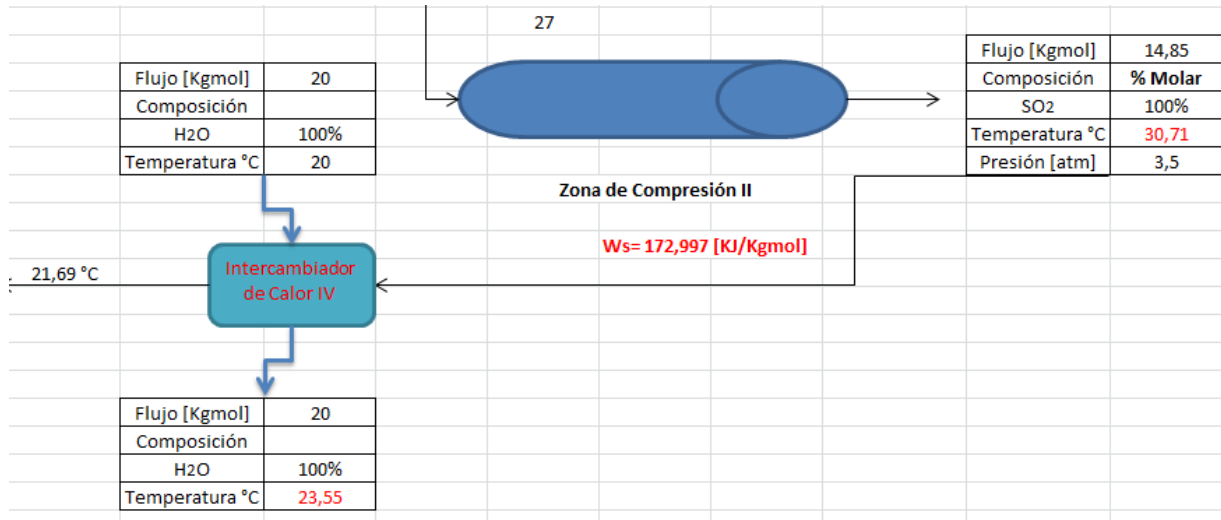 27
Flujo [Kgmol] 14,85
Composición % Molar
SO2 100%
Temperatura °C 30,71
Presión [atm] 3,5
Flujo [Kgmol] 20
Composición
H2O 100%
Temperatura °C 20
Zona de Compresión II
Ws= 172,997 [KJ/Kgmol]
21,69 °C
Intercambiador
de Calor IV
Flujo [Kgmol] 20
Composición
H2O 100%
Temperatura °C 23,55